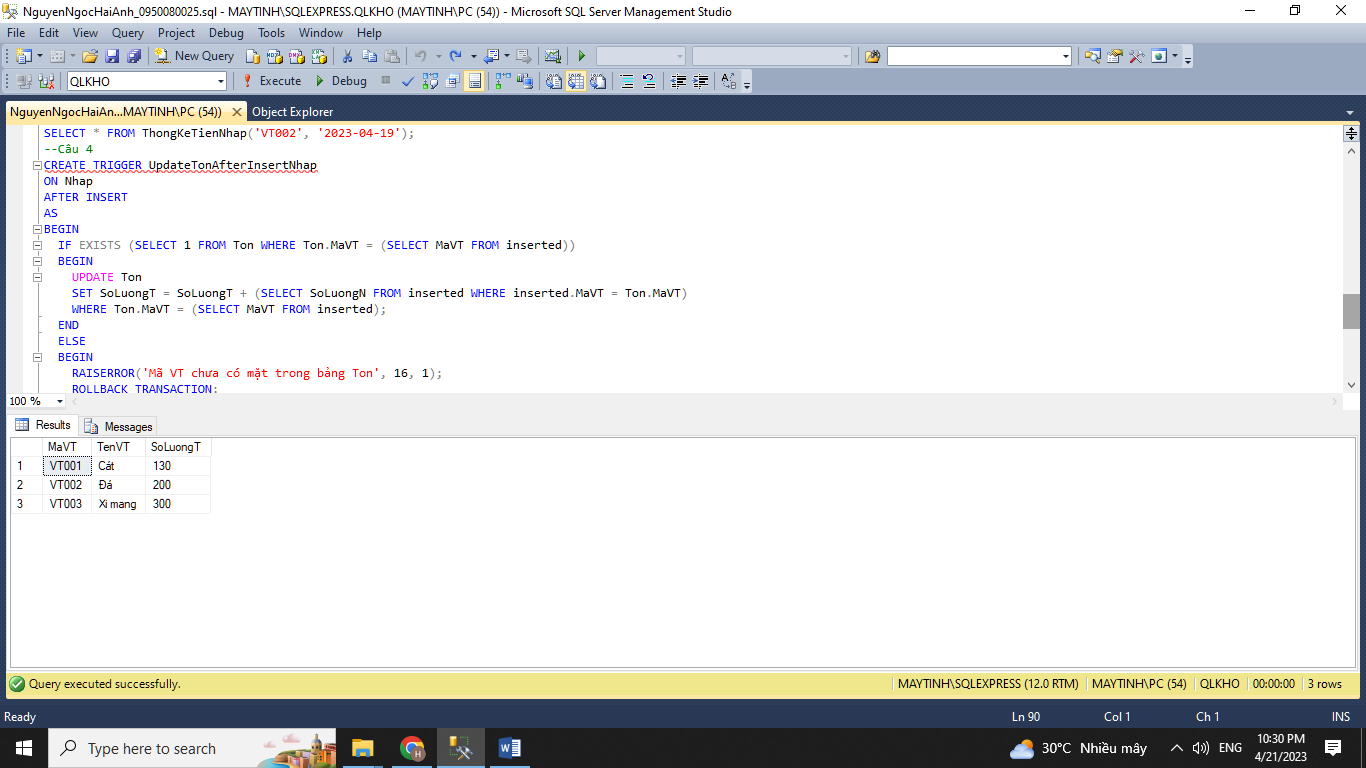 NguyenNgocHaiAnh_0950080025.sql - MAYTINH\SQLEXPRESS.QLKHO (MAYTINH\PC (54)) - Microsoft SQL Server Management Studio
File Edit View Query Project Debug Tools Window Help
New Query
QLKHO Execute Debug
NguyenNgocHaiAn...MAYTINH\PC (54)) Object Explorer
SELECT * FROM ThongKeTienNhap('VT002', '2023-04-19');
--Câu 4
CREATE TRIGGER UpdateTonAfterInsertNhap
ON Nhap
AFTER INSERT
AS
BEGIN
IF EXISTS (SELECT 1 FROM Ton WHERE Ton.MaVT = (SELECT MaVT FROM inserted))
BEGIN
UPDATE Ton
SET SoLuongT = SoLuongT + (SELECT SoLuongN FROM inserted WHERE inserted.MaVT = Ton.MaVT)
WHERE Ton.MaVT = (SELECT MaVT FROM inserted);
END
ELSE
BEGIN
RAISERROR('Mã VT chưa có mặt trong bảng Ton', 16, 1);
ROLLBACK TRANSACTION;
100 %
Results Messages
MaVT TenVT SoLuongT
1 VT001 Cát 130
2 VT002 Đá 200
3 VT003 Xi mang 300
Query executed successfully. MAYTINH\SQLEXPRESS (12.0 RTM) MAYTINH\PC (54) QLKHO 00:00:00 3 rows
Ready Ln 90 Col 1 Ch 1 INS
Type here to search 30°C Nhiều mây ENG 10:30 PM
4/21/2023